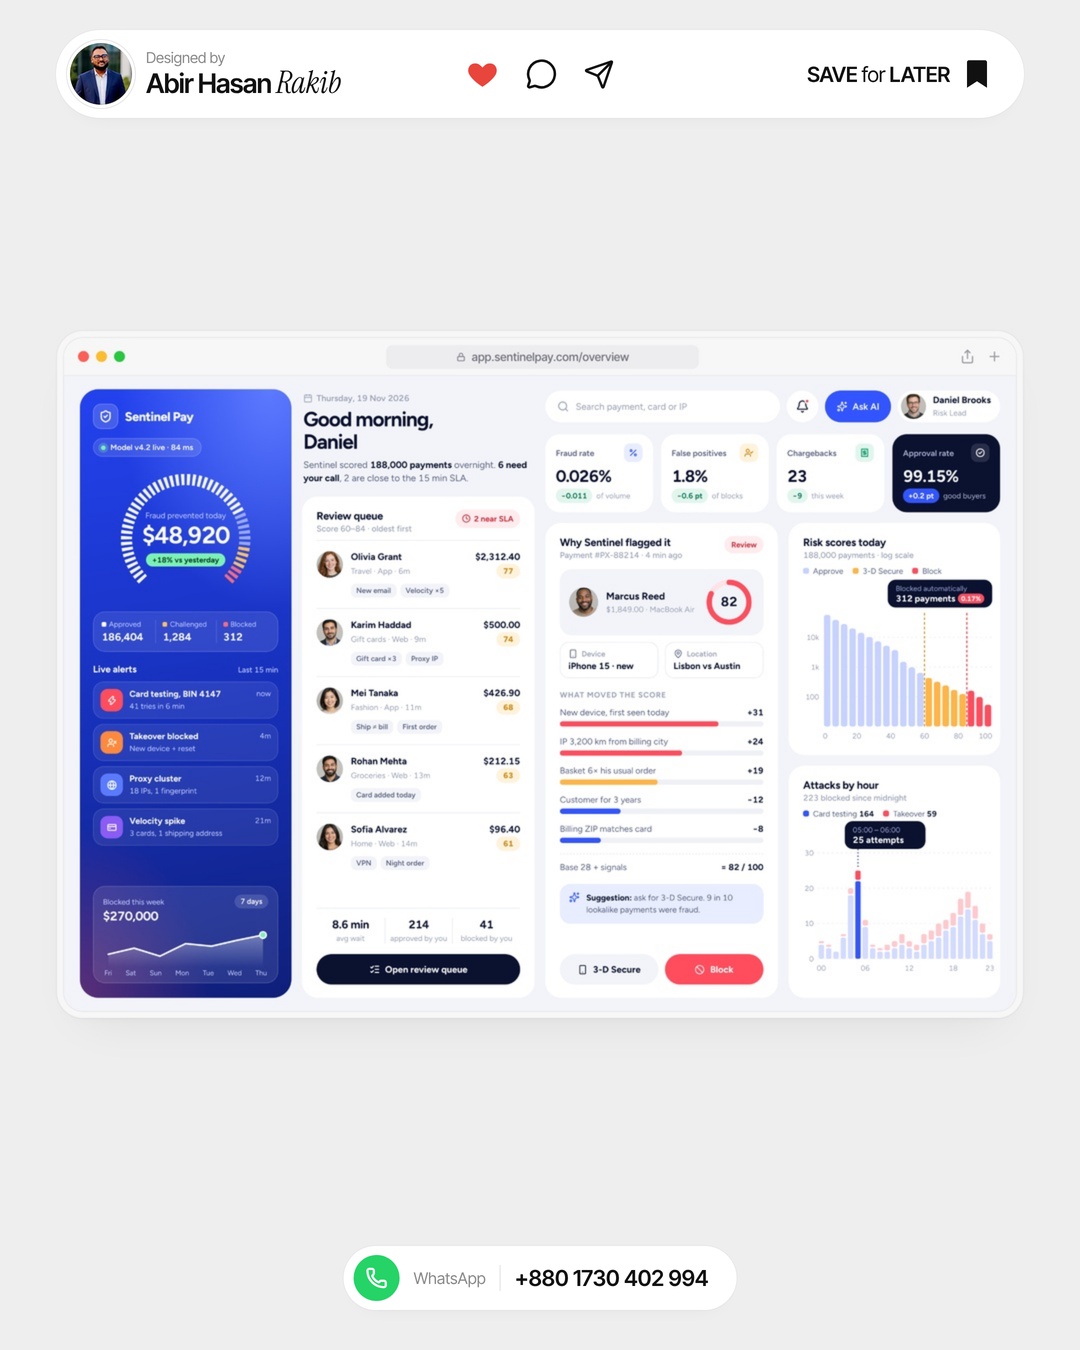 Designed by
Abir Hasan Rakib
SAVE for LATER
app.sentinelpay.com/overview
Sentinel Pay
Model v4.2 live · 84 ms
Fraud prevented today
$48,920
+18% vs yesterday
Approved
186,404
Challenged
1,284
Blocked
312
Live alerts
Last 15 min
Card testing, BIN 4147
now
41 tries in 6 min
Takeover blocked
4m
New device + reset
Proxy cluster
12m
18 IPs, 1 fingerprint
Velocity spike
21m
3 cards, 1 shipping address
Blocked this week
7 days
$270,000
Fri Sat Sun Mon Tue Wed Thu
Thursday, 19 Nov 2026
Good morning,
Daniel
Sentinel scored 188,000 payments overnight. 6 need
your call, 2 are close to the 15 min SLA.
Review queue
2 near SLA
Score 60–84 · oldest first
Olivia Grant
$2,312.40
Travel · App · 6m
77
New email
Velocity ×5
Karim Haddad
$500.00
Gift cards · Web · 9m
74
Gift card ×3
Proxy IP
Mei Tanaka
$426.90
Fashion · App · 11m
68
Ship ≠ bill
First order
Rohan Mehta
$212.15
Groceries · Web · 13m
63
Card added today
Sofia Alvarez
$96.40
Home · Web · 14m
61
VPN
Night order
8.6 min
avg wait
214
approved by you
41
blocked by you
Open review queue
Search payment, card or IP
Ask AI
Daniel Brooks
Risk Lead
Fraud rate
0.026%
−0.011 of volume
False positives
1.8%
−0.6 pt of blocks
Chargebacks
23
−9 this week
Approval rate
99.15%
+0.2 pt good buyers
Why Sentinel flagged it
Review
Payment #PX-88214 · 4 min ago
Marcus Reed
$1,849.00 · MacBook Air
82
Device
iPhone 15 · new
Location
Lisbon vs Austin
WHAT MOVED THE SCORE
New device, first seen today
+31
IP 3,200 km from billing city
+24
Basket 6× his usual order
+19
Customer for 3 years
−12
Billing ZIP matches card
−8
Base 28 + signals
= 82 / 100
Suggestion: ask for 3-D Secure. 9 in 10
lookalike payments were fraud.
3-D Secure
Block
Risk scores today
188,000 payments · log scale
Approve 3-D Secure Block
Blocked automatically
312 payments 0.17%
10k
1k
100
0 20 40 60 80 100
Attacks by hour
223 blocked since midnight
Card testing 164 Takeover 59
05:00 – 06:00
25 attempts
30
20
10
0
00 06 12 18 23
WhatsApp
+880 1730 402 994